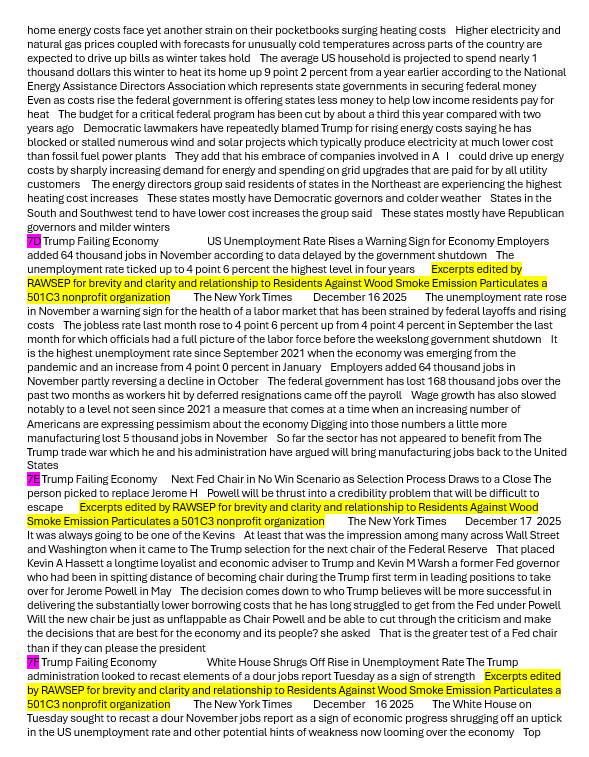 home energy costs face yet another strain on their pocketbooks surging heating costs Higher electricity and
natural gas prices coupled with forecasts for unusually cold temperatures across parts of the country are
expected to drive up bills as winter takes hold The average US household is projected to spend nearly 1
thousand dollars this winter to heat its home up 9 point 2 percent from a year earlier according to the National
Energy Assistance Directors Association which represents state governments in securing federal money
Even as costs rise the federal government is offering states less money to help low income residents pay for
heat The budget for a critical federal program has been cut by about a third this year compared with two
years ago Democratic lawmakers have repeatedly blamed Trump for rising energy costs saying he has
blocked or stalled numerous wind and solar projects which typically produce electricity at much lower cost
than fossil fuel power plants They add that his embrace of companies involved in A I could drive up energy
costs by sharply increasing demand for energy and spending on grid upgrades that are paid for by all utility
customers The energy directors group said residents of states in the Northeast are experiencing the highest
heating cost increases These states mostly have Democratic governors and colder weather States in the
South and Southwest tend to have lower cost increases the group said These states mostly have Republican
governors and milder winters
7D Trump Failing Economy US Unemployment Rate Rises a Warning Sign for Economy Employers
added 64 thousand jobs in November according to data delayed by the government shutdown The
unemployment rate ticked up to 4 point 6 percent the highest level in four years Excerpts edited by
RAWSEP for brevity and clarity and relationship to Residents Against Wood Smoke Emission Particulates a
501C3 nonprofit organization The New York Times December 16 2025 The unemployment rate rose
in November a warning sign for the health of a labor market that has been strained by federal layoffs and rising
costs The jobless rate last month rose to 4 point 6 percent up from 4 point 4 percent in September the last
month for which officials had a full picture of the labor force before the weekslong government shutdown It
is the highest unemployment rate since September 2021 when the economy was emerging from the
pandemic and an increase from 4 point 0 percent in January Employers added 64 thousand jobs in
November partly reversing a decline in October The federal government has lost 168 thousand jobs over the
past two months as workers hit by deferred resignations came off the payroll Wage growth has also slowed
notably to a level not seen since 2021 a measure that comes at a time when an increasing number of
Americans are expressing pessimism about the economy Digging into those numbers a little more
manufacturing lost 5 thousand jobs in November So far the sector has not appeared to benefit from The
Trump trade war which he and his administration have argued will bring manufacturing jobs back to the United
States
7E Trump Failing Economy Next Fed Chair in No Win Scenario as Selection Process Draws to a Close The
person picked to replace Jerome H Powell will be thrust into a credibility problem that will be difficult to
escape Excerpts edited by RAWSEP for brevity and clarity and relationship to Residents Against Wood
Smoke Emission Particulates a 501C3 nonprofit organization The New York Times December 17 2025
It was always going to be one of the Kevins At least that was the impression among many across Wall Street
and Washington when it came to The Trump selection for the next chair of the Federal Reserve That placed
Kevin A Hassett a longtime loyalist and economic adviser to Trump and Kevin M Warsh a former Fed governor
who had been in spitting distance of becoming chair during the Trump first term in leading positions to take
over for Jerome Powell in May The decision comes down to who Trump believes will be more successful in
delivering the substantially lower borrowing costs that he has long struggled to get from the Fed under Powell
Will the new chair be just as unflappable as Chair Powell and be able to cut through the criticism and make
the decisions that are best for the economy and its people? she asked That is the greater test of a Fed chair
than if they can please the president
7F Trump Failing Economy White House Shrugs Off Rise in Unemployment Rate The Trump
administration looked to recast elements of a dour jobs report Tuesday as a sign of strength Excerpts edited
by RAWSEP for brevity and clarity and relationship to Residents Against Wood Smoke Emission Particulates a
501C3 nonprofit organization The New York Times December 16 2025 The White House on
Tuesday sought to recast a dour November jobs report as a sign of economic progress shrugging off an uptick
in the US unemployment rate and other potential hints of weakness now looming over the economy Top